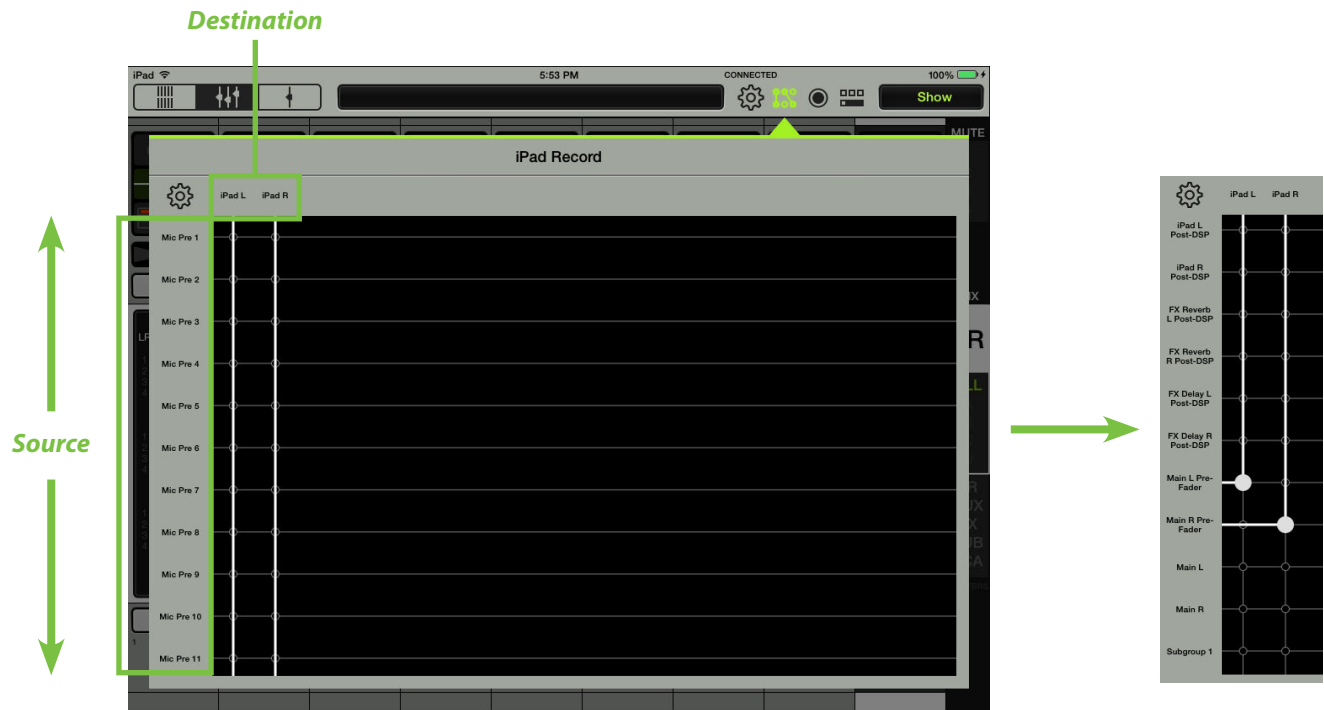 Destination
iPad
5:53 PM
CONNECTED
100%
Show
MUTE
iPad Record
iPad L iPad R
Mic Pre 1
Mic Pre 2
Mic Pre 3
Mic Pre 4
Mic Pre 5
Mic Pre 6
Mic Pre 7
Mic Pre 8
Mic Pre 9
Mic Pre 10
Mic Pre 11
Source
R
1
iPad L iPad R
iPad L
Post-DSP
iPad R
Post-DSP
FX Reverb
L Post-DSP
FX Reverb
R Post-DSP
FX Delay L
Post-DSP
FX Delay R
Post-DSP
Main L Pre-
Fader
Main R Pre-
Fader
Main L
Main R
Subgroup 1